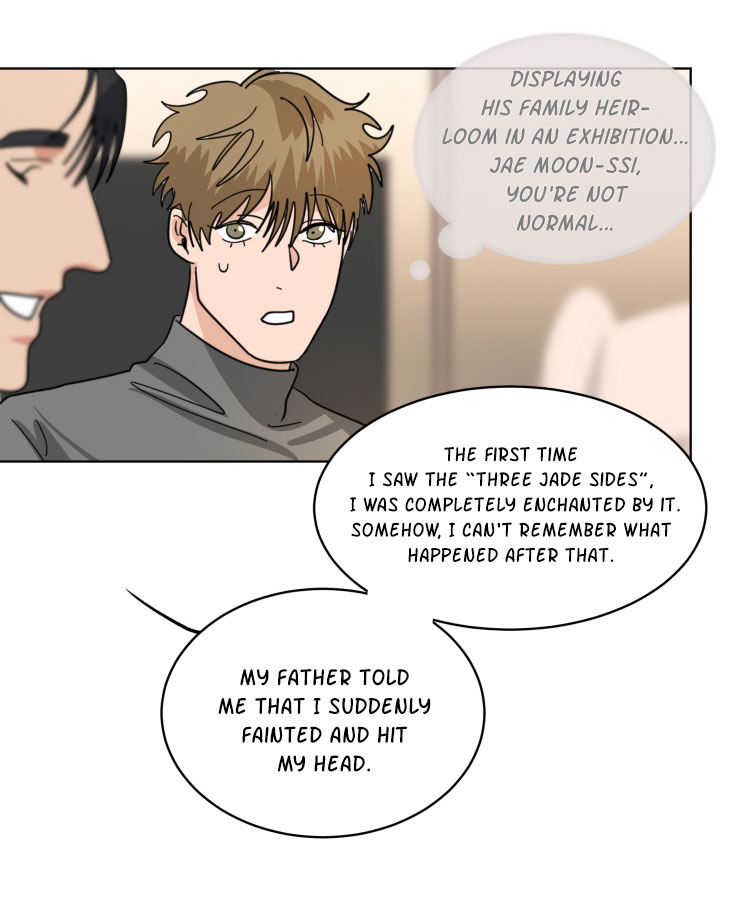 DISPLAYING
HIS FAMILY HEIR-
LOOM IN AN EXHIBITION...
JAE MOON-SSI,
YOU'RE NOT
NORMAL...
THE FIRST TIME
I SAW THE “THREE JADE SIDES”,
I WAS COMPLETELY ENCHANTED BY IT.
SOMEHOW, I CAN'T REMEMBER WHAT
HAPPENED AFTER THAT.
MY FATHER TOLD
ME THAT I SUDDENLY
FAINTED AND HIT
MY HEAD.